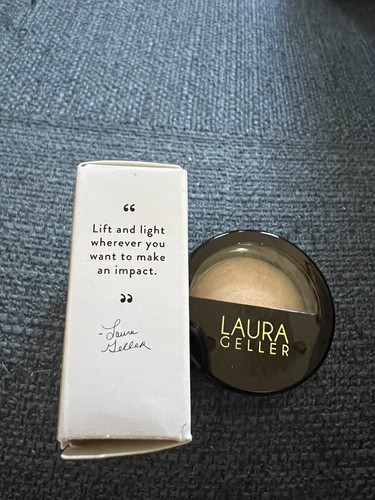 “
Lift and light
wherever you
want to make
an impact.
”
-Laura
Geller
LAURA
GELLER